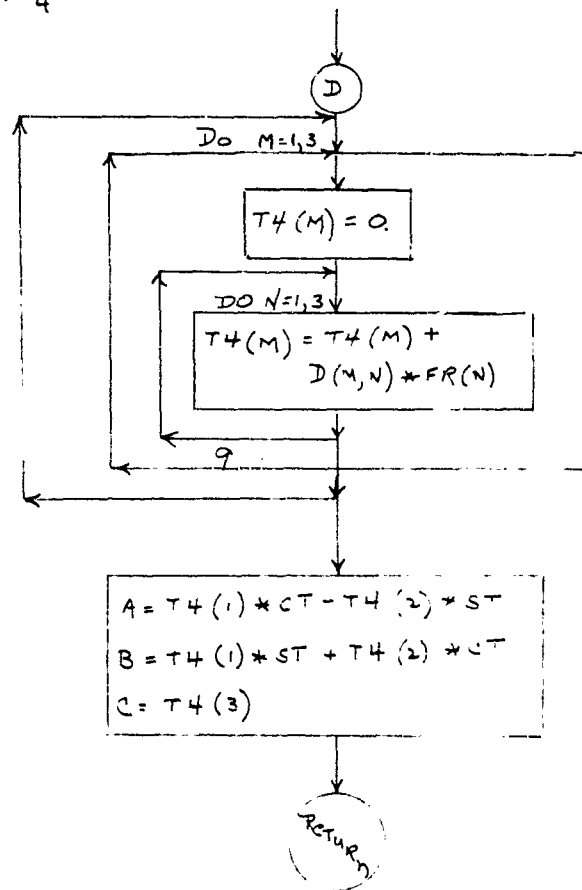 4
D
DO M=1,3
T4(M) = 0.
DO N=1,3
T4(M) = T4(M) +
D(M,N) * FR(N)
9
A = T4(1) * CT - T4(2) * ST
B = T4(1) * ST + T4(2) * CT
C = T4(3)
RETURN